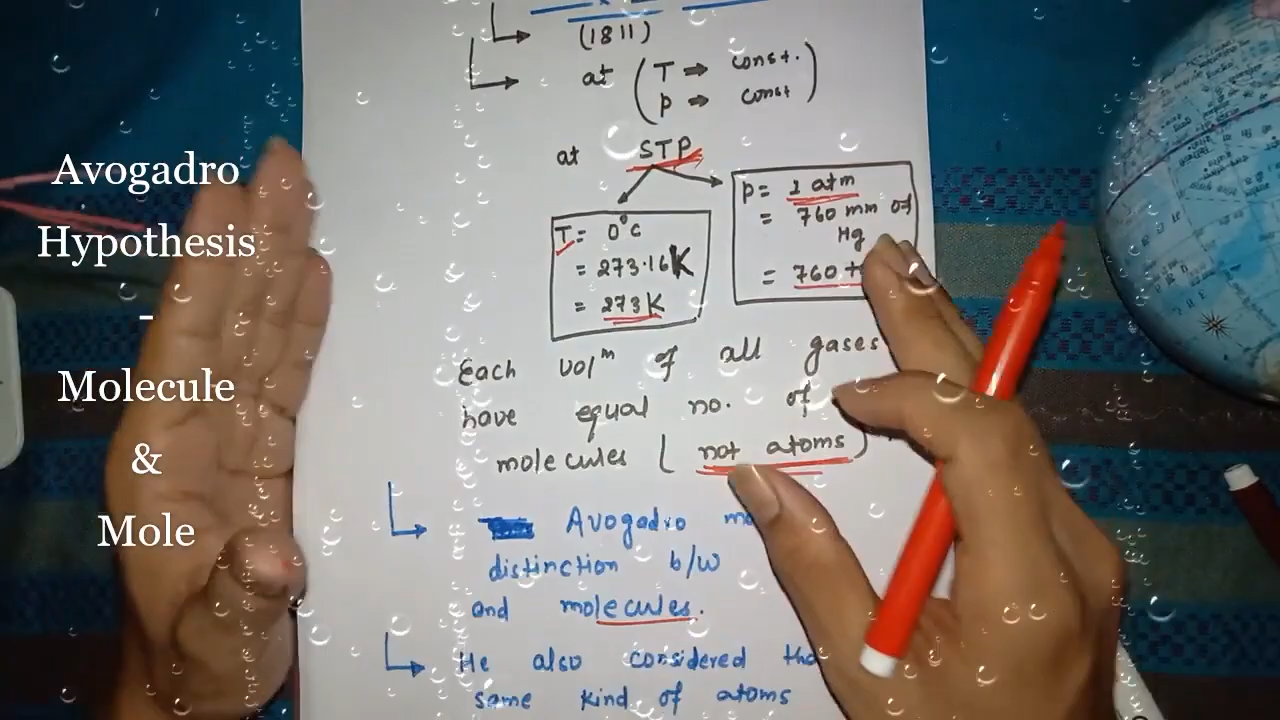 Avogadro
Hypothesis
-
Molecule
&
Mole
(1811)
at ( T ⇒ const.
p ⇒ const )
at STP
T = 0°c
= 273.16K
= 273K
P = 1 atm
= 760 mm of
Hg
= 760
Each volᵐ of all gases
have equal no. of
molecules ( not atoms )
Avogadro
distinction b/w
and molecules.
He also considered
same kind of atoms